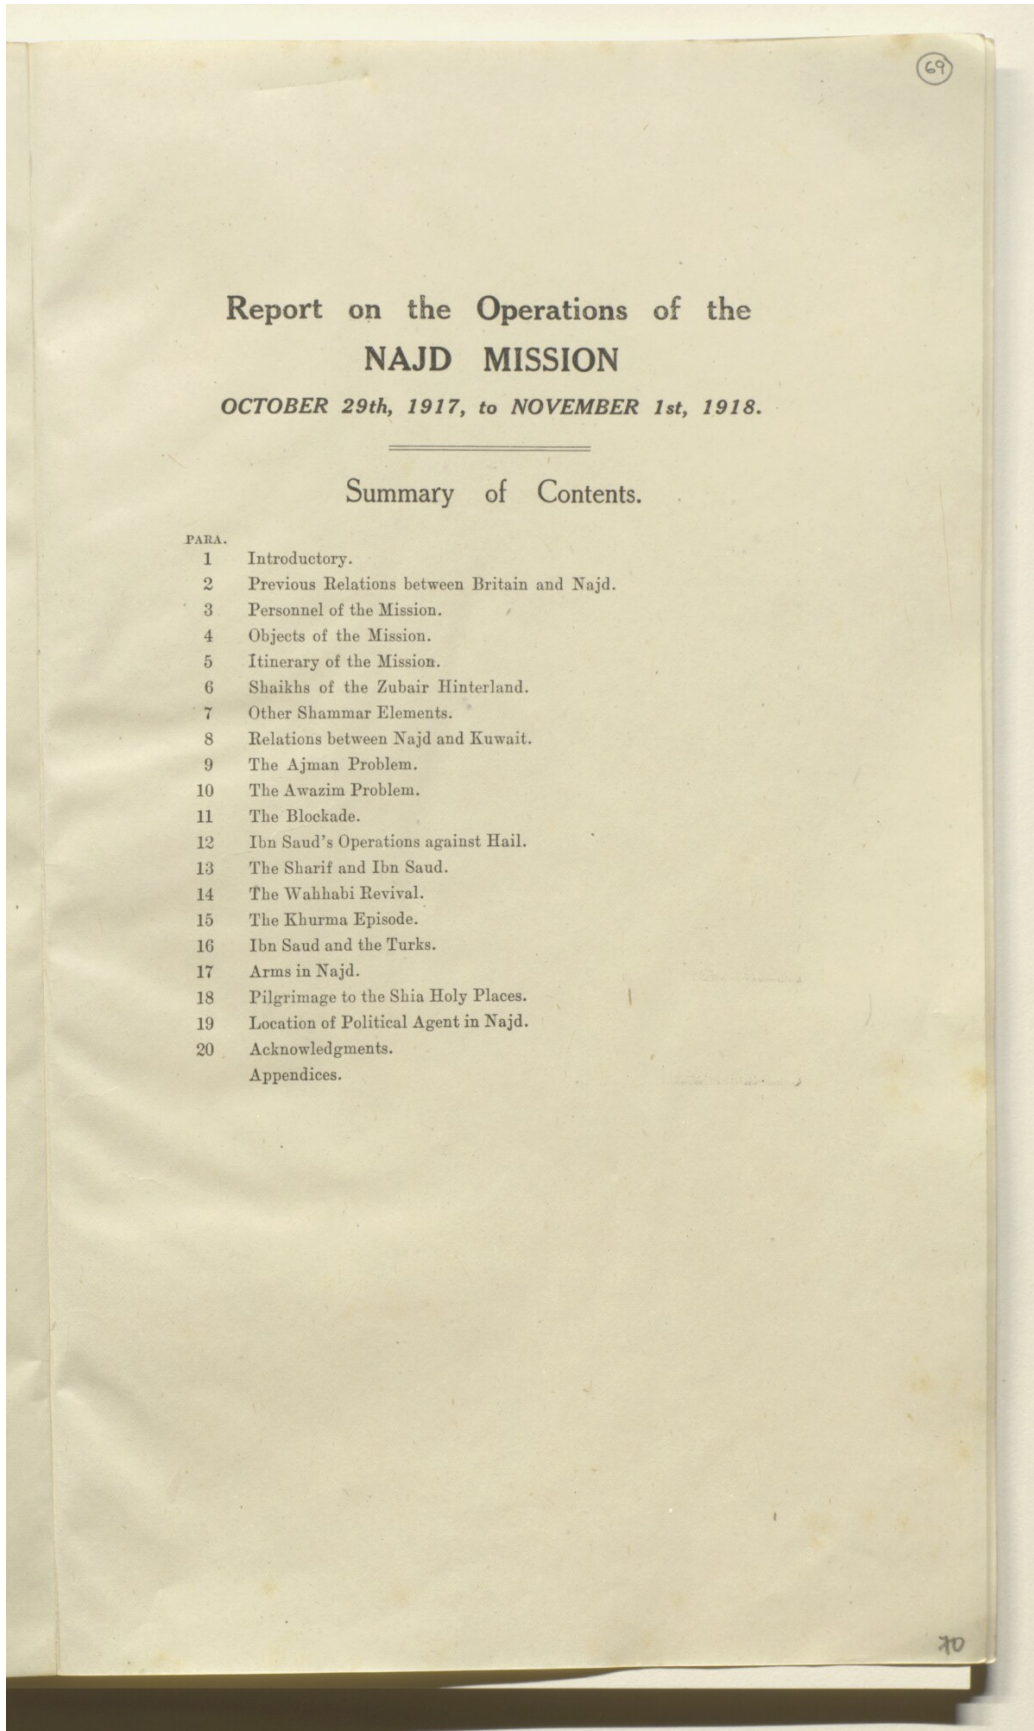 69
Report on the Operations of the
NAJD MISSION
OCTOBER 29th, 1917, to NOVEMBER 1st, 1918.
Summary of Contents.
PARA.
1 Introductory.
2 Previous Relations between Britain and Najd.
3 Personnel of the Mission.
4 Objects of the Mission.
5 Itinerary of the Mission.
6 Shaikhs of the Zubair Hinterland.
7 Other Shammar Elements.
8 Relations between Najd and Kuwait.
9 The Ajman Problem.
10 The Awazim Problem.
11 The Blockade.
12 Ibn Saud's Operations against Hail.
13 The Sharif and Ibn Saud.
14 The Wahhabi Revival.
15 The Khurma Episode.
16 Ibn Saud and the Turks.
17 Arms in Najd.
18 Pilgrimage to the Shia Holy Places.
19 Location of Political Agent in Najd.
20 Acknowledgments.
Appendices.
70